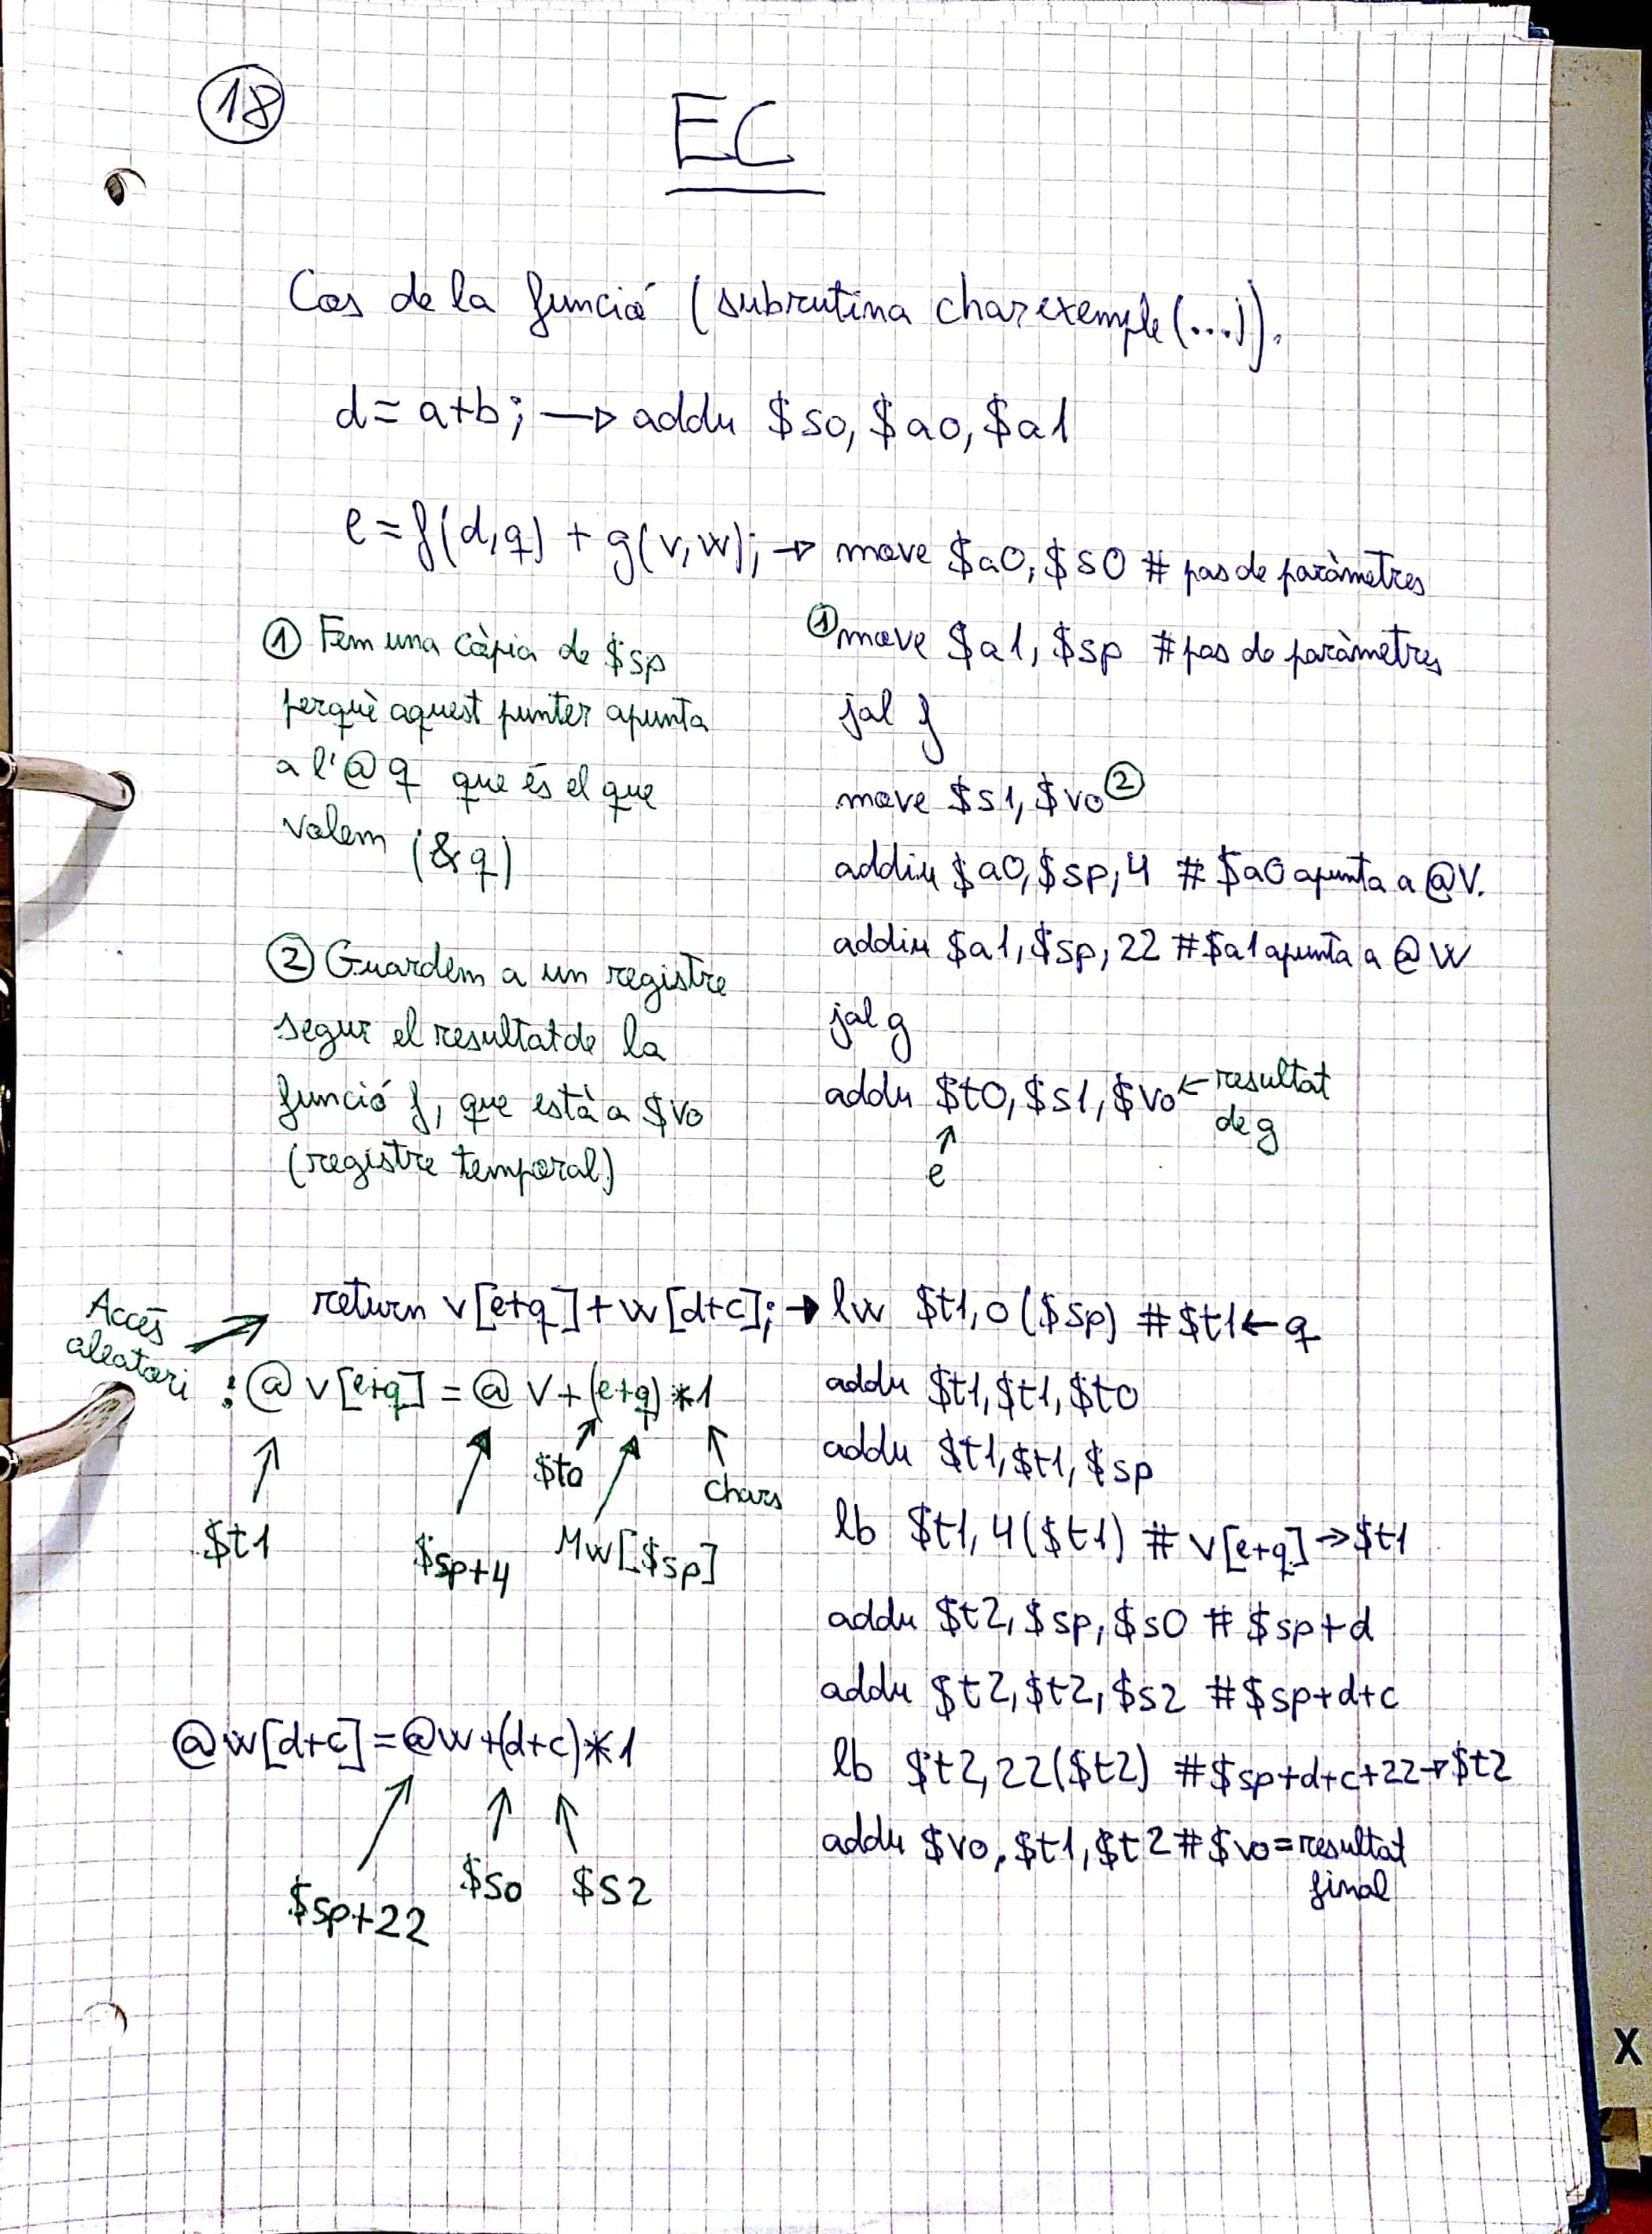 18
EC
Cos de la funció (subrutina char exemple(...)).
d = a+b; → addu $s0, $a0, $a1
e = f(d,q) + g(v,w); → move $a0, $s0 # pas de paràmetres
① move $a1, $sp # pas de paràmetres
jal f
move $s1, $v0 ②
addiu $a0, $sp, 4 # $a0 apunta a @V.
addiu $a1, $sp, 22 # $a1 apunta a @W
jal g
addu $t0, $s1, $v0 ← resultat
de g
↑
e
① Fem una còpia de $sp
perquè aquest punter apunta
a l'@q que és el que
volem (&q)
② Guardem a un registre
segur el resultat de la
funció f, que està a $v0
(registre temporal)
Accés
aleatori
return v[e+q] + w[d+c]; → lw $t1, 0($sp) # $t1 ← q
addu $t1, $t1, $t0
addu $t1, $t1, $sp
lb $t1, 4($t1) # v[e+q] → $t1
addu $t2, $sp, $s0 # $sp+d
addu $t2, $t2, $s2 # $sp+d+c
lb $t2, 22($t2) # $sp+d+c+22 → $t2
addu $v0, $t1, $t2 # $v0 = resultat
final
: @ v[e+q] = @ V + (e+q) * 1
$t0
chars
$t1
$sp+4
Mw[$sp]
@w[d+c] = @w+(d+c)*1
$s0 $s2
$sp+22
X